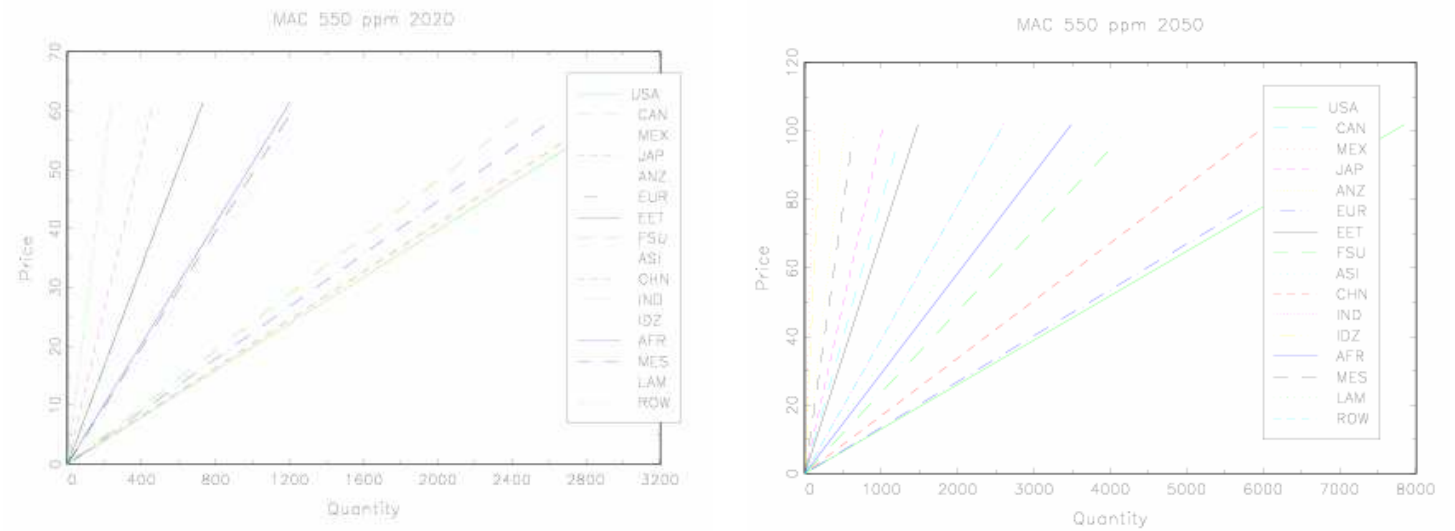 MAC 550 ppm 2020
70
60
50
40
30
20
10
0
Price
0 400 800 1200 1600 2000 2400 2800 3200
Quantity
USA
CAN
MEX
JAP
ANZ
EUR
EET
FSU
ASI
CHN
IND
IDZ
AFR
MES
LAM
ROW
MAC 550 ppm 2050
120
100
80
60
40
20
0
Price
0 1000 2000 3000 4000 5000 6000 7000 8000
Quantity
USA
CAN
MEX
JAP
ANZ
EUR
EET
FSU
ASI
CHN
IND
IDZ
AFR
MES
LAM
ROW